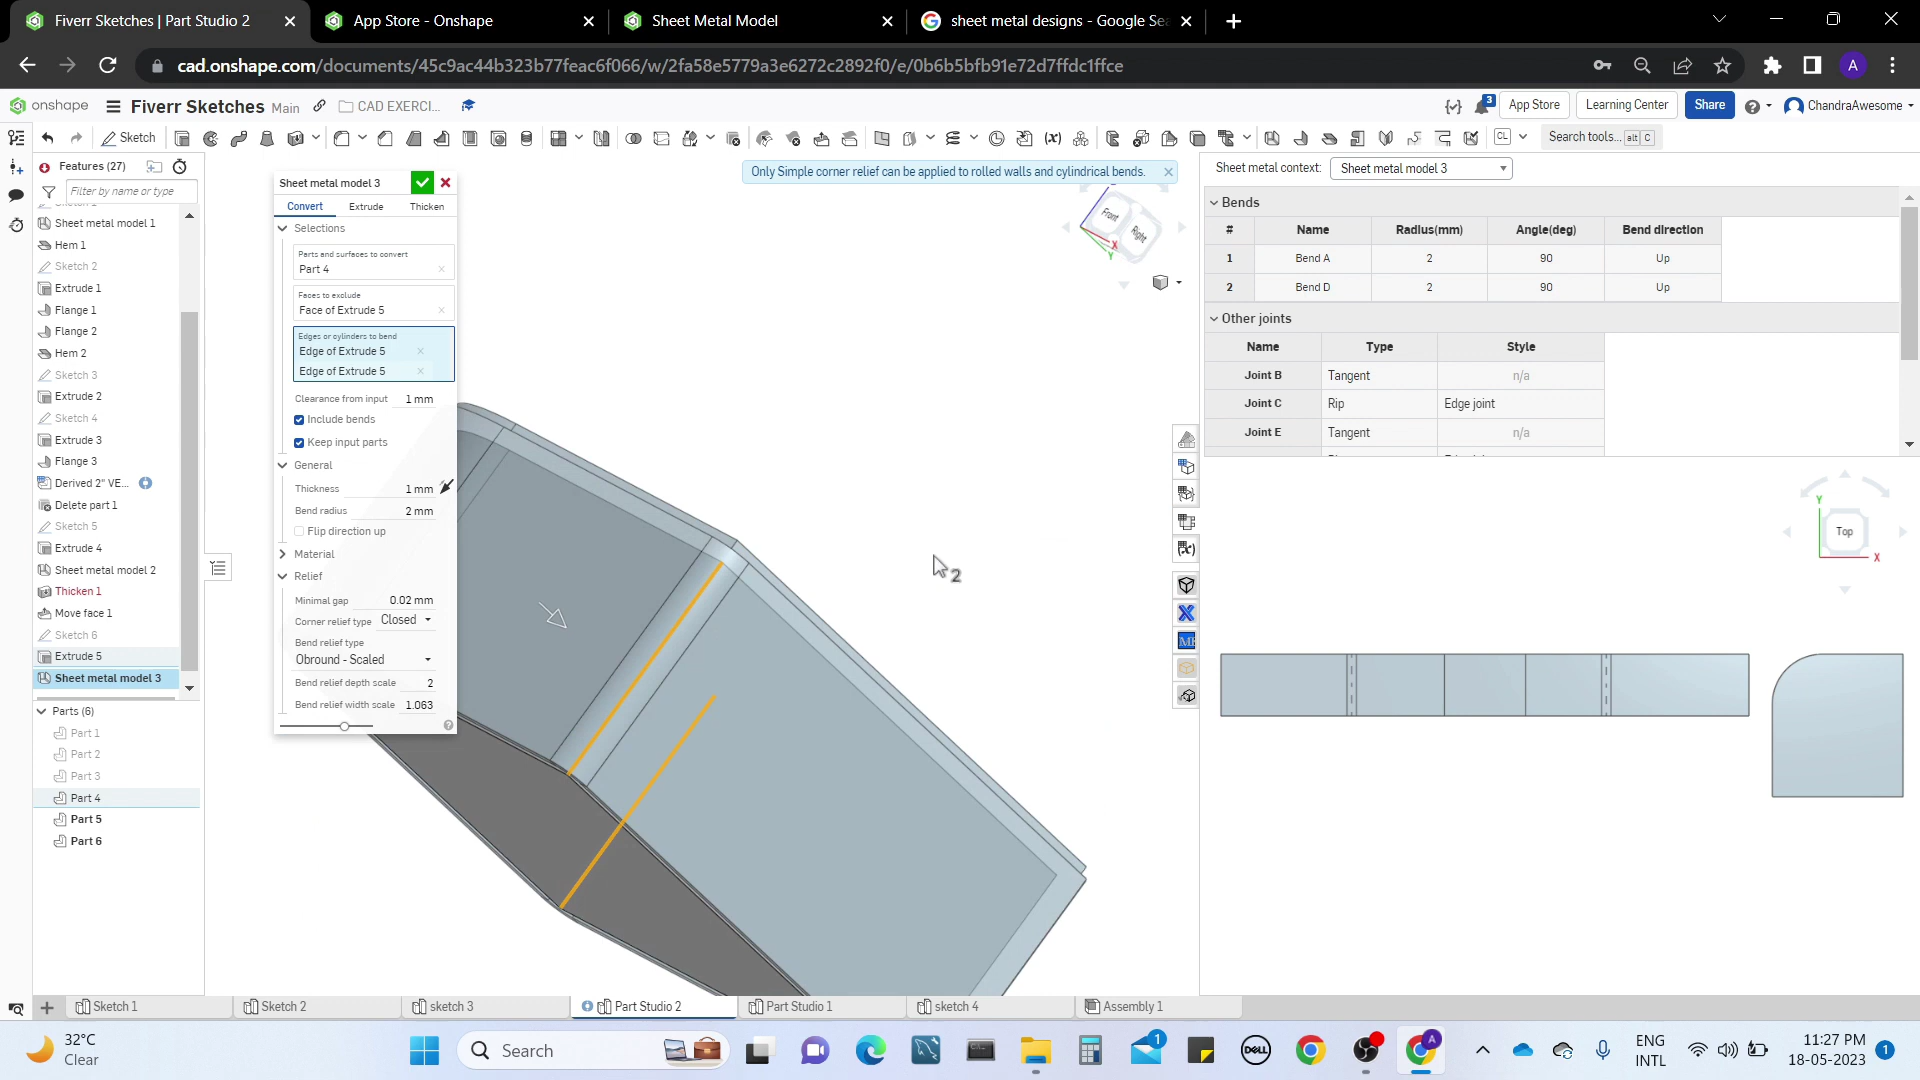 Fiverr Sketches | Part Studio 2
App Store - Onshape
Sheet Metal Model
sheet metal designs - Google Sea
cad.onshape.com/documents/45c9ac44b323b77feac6f066/w/2fa58e5779a3e6272c2892f0/e/0b6b5bfb91e72d7ffdc1ffce
A
onshape
Fiverr Sketches Main
CAD EXERCI...
3
App Store
Learning Center
Share
ChandraAwesome
Sketch
CL
Search tools... alt C
Features (27)
Filter by name or type
Sheet metal model 1
Hem 1
Sketch 2
Extrude 1
Flange 1
Flange 2
Hem 2
Sketch 3
Extrude 2
Sketch 4
Extrude 3
Flange 3
Derived 2" VE...
Delete part 1
Sketch 5
Extrude 4
Sheet metal model 2
Thicken 1
Move face 1
Sketch 6
Extrude 5
Sheet metal model 3
Parts (6)
Part 1
Part 2
Part 3
Part 4
Part 5
Part 6
Sheet metal model 3
Convert
Extrude
Thicken
Selections
Parts and surfaces to convert
Part 4
Faces to exclude
Face of Extrude 5
Edges or cylinders to bend
Edge of Extrude 5
Edge of Extrude 5
Clearance from input 1 mm
Include bends
Keep input parts
General
Thickness 1 mm
Bend radius 2 mm
Flip direction up
Material
Relief
Minimal gap 0.02 mm
Corner relief type Closed
Bend relief type
Obround - Scaled
Bend relief depth scale 2
Bend relief width scale 1.063
Only Simple corner relief can be applied to rolled walls and cylindrical bends.
Front
Right
X
Y
2
Sheet metal context: Sheet metal model 3
Bends
# Name Radius(mm) Angle(deg) Bend direction
1 Bend A 2 90 Up
2 Bend D 2 90 Up
Other joints
Name Type Style
Joint B Tangent n/a
Joint C Rip Edge joint
Joint E Tangent n/a
Y
Top
X
Sketch 1
Sketch 2
sketch 3
Part Studio 2
Part Studio 1
sketch 4
Assembly 1
32°C
Clear
Search
1
DELL
A
ENG
INTL
11:27 PM
18-05-2023
1